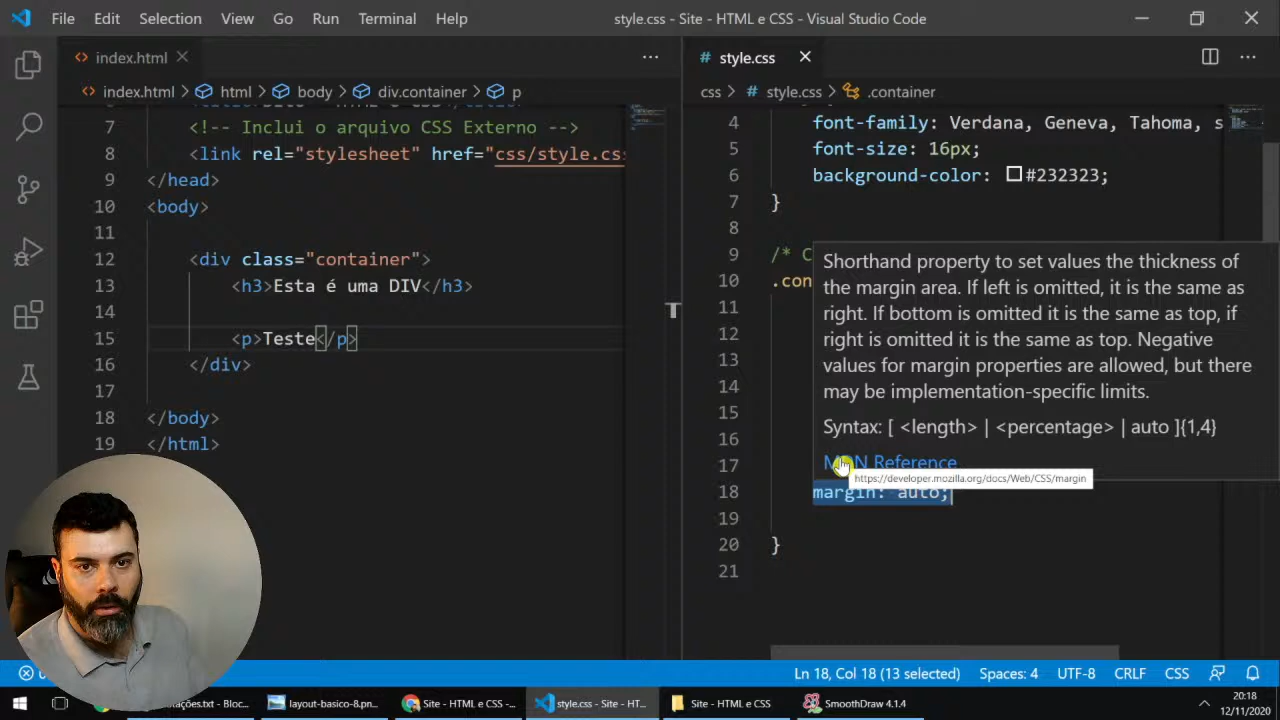 File Edit Selection View Go Run Terminal Help
style.css - Site - HTML e CSS - Visual Studio Code
index.html
index.html > html > body > div.container > p
7 <!-- Inclui o arquivo CSS Externo -->
8 <link rel="stylesheet" href="css/style.cs
9 </head>
10 <body>
11
12 <div class="container">
13 <h3>Esta é uma DIV</h3>
14
15 <p>Teste</p>
16 </div>
17
18 </body>
19 </html>
# style.css
css > # style.css > .container
4 font-family: Verdana, Geneva, Tahoma, s
5 font-size: 16px;
6 background-color: #232323;
7 }
8
9 /* C
10 .con
11
12
13
14
15
16
17
18 margin: auto;
19
20 }
21
Shorthand property to set values the thickness of
the margin area. If left is omitted, it is the same as
right. If bottom is omitted it is the same as top, if
right is omitted it is the same as top. Negative
values for margin properties are allowed, but there
may be implementation-specific limits.
Syntax: [ <length> | <percentage> | auto ]{1,4}
MDN Reference
https://developer.mozilla.org/docs/Web/CSS/margin
Ln 18, Col 18 (13 selected) Spaces: 4 UTF-8 CRLF CSS
tações.txt - Bloc... layout-basico-8.pn... Site - HTML e CSS -... style.css - Site - HT... Site - HTML e CSS SmoothDraw 4.1.4
20:18
12/11/2020